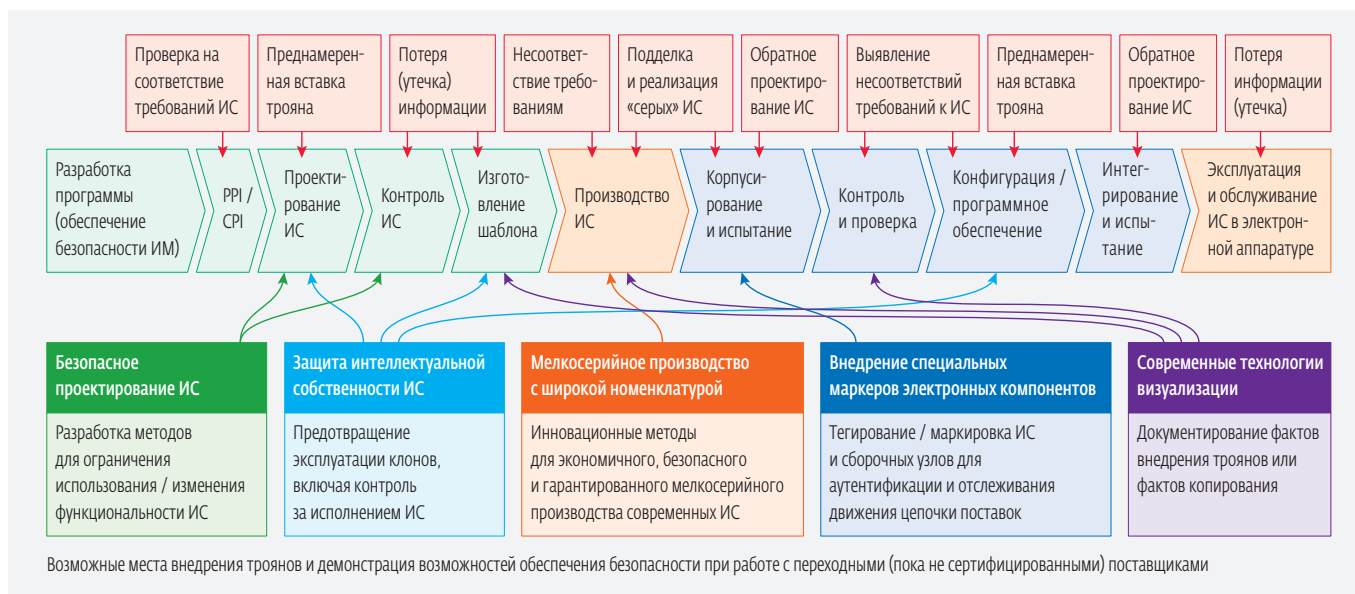 Проверка на
соответствие
требований ИС
Преднамерен-
ная вставка
трояна
Потеря
(утечка)
информации
Несоответ-
ствие требо-
ваниям
Подделка
и реализация
«серых» ИС
Обратное
проектиро-
вание ИС
Выявление
несоответствий
требований к ИС
Преднамерен-
ная вставка
трояна
Обратное
проектиро-
вание ИС
Потеря
информации
(утечка)
Разработка
программы
(обеспечение
безопасности ИМ)
PPI /
CPI
Проекти-
рование
ИС
Контроль
ИС
Изгото-
вление
шаблона
Производство
ИС
Корпуси-
рование
и испытание
Контроль
и проверка
Конфигурация /
программное
обеспечение
Интег-
рирование
и испы-
тание
Эксплуатация
и обслуживание
ИС в электрон-
ной аппаратуре
Безопасное
проектирование ИС
Разработка методов
для ограничения
использования / изменения
функциональности ИС
Защита интеллектуальной
собственности ИС
Предотвращение
эксплуатации клонов,
включая контроль
за исполнением ИС
Мелкосерийное производство
с широкой номенклатурой
Инновационные методы
для экономичного, безопасного
и гарантированного мелкосерийного
производства современных ИС
Внедрение специальных
маркеров электронных компонентов
Тегирование / маркировка ИС
и сборочных узлов для
аутентификации и отслеживания
движения цепочки поставок
Современные технологии
визуализации
Документирование фактов
внедрения троянов или
фактов копирования
Возможные места внедрения троянов и демонстрация возможностей обеспечения безопасности при работе с переходными (пока не сертифицированными) поставщиками